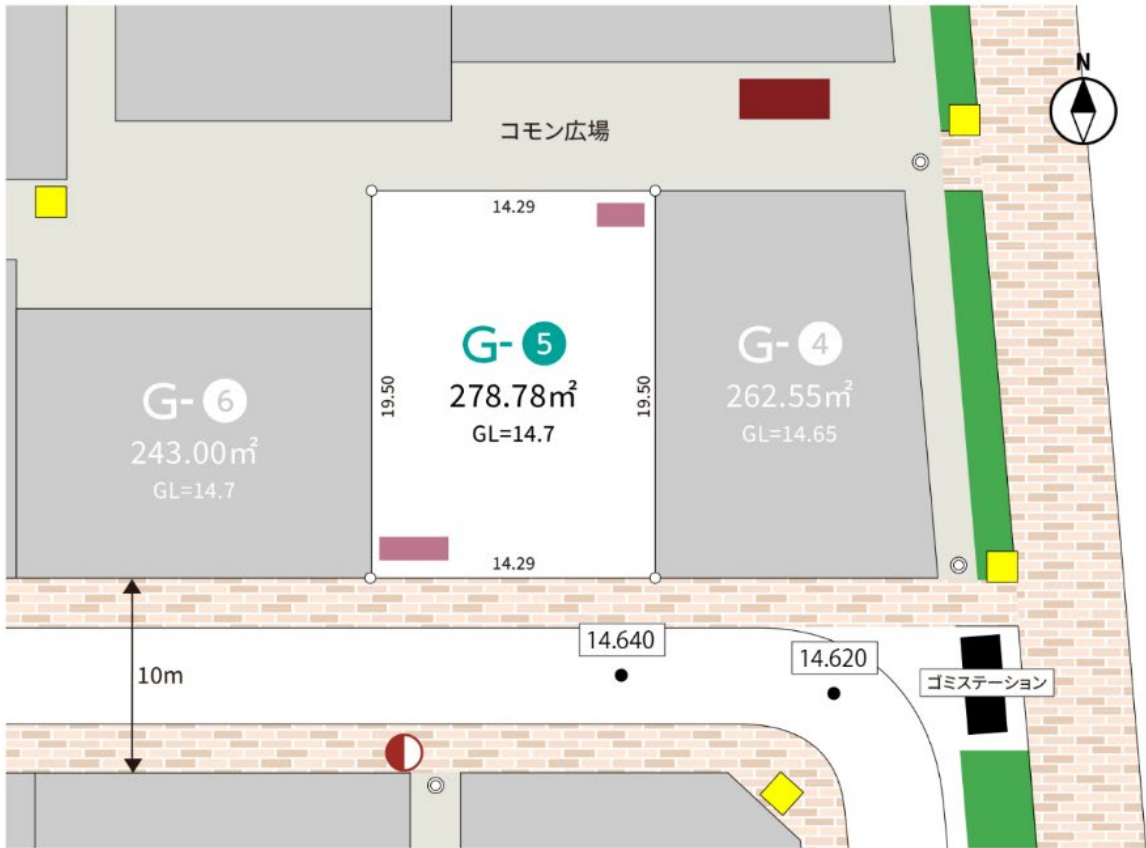 N
コモン広場
14.29
G- 5
278.78㎡
GL=14.7
19.50
19.50
14.29
G- 4
262.55㎡
GL=14.65
G- 6
243.00㎡
GL=14.7
10m
14.640
14.620
ゴミステーション